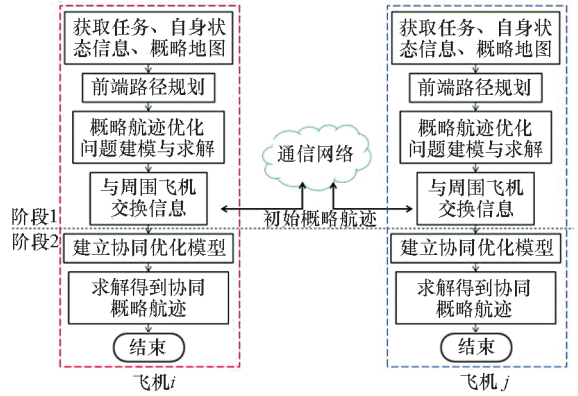 获取任务、自身状
态信息、概略地图
前端路径规划
概略航迹优化
问题建模与求解
与周围飞机
交换信息
建立协同优化模型
求解得到协同
概略航迹
结束
飞机i
通信网络
初始概略航迹
阶段1
阶段2
获取任务、自身状
态信息、概略地图
前端路径规划
概略航迹优化
问题建模与求解
与周围飞机
交换信息
建立协同优化模型
求解得到协同
概略航迹
结束
飞机j